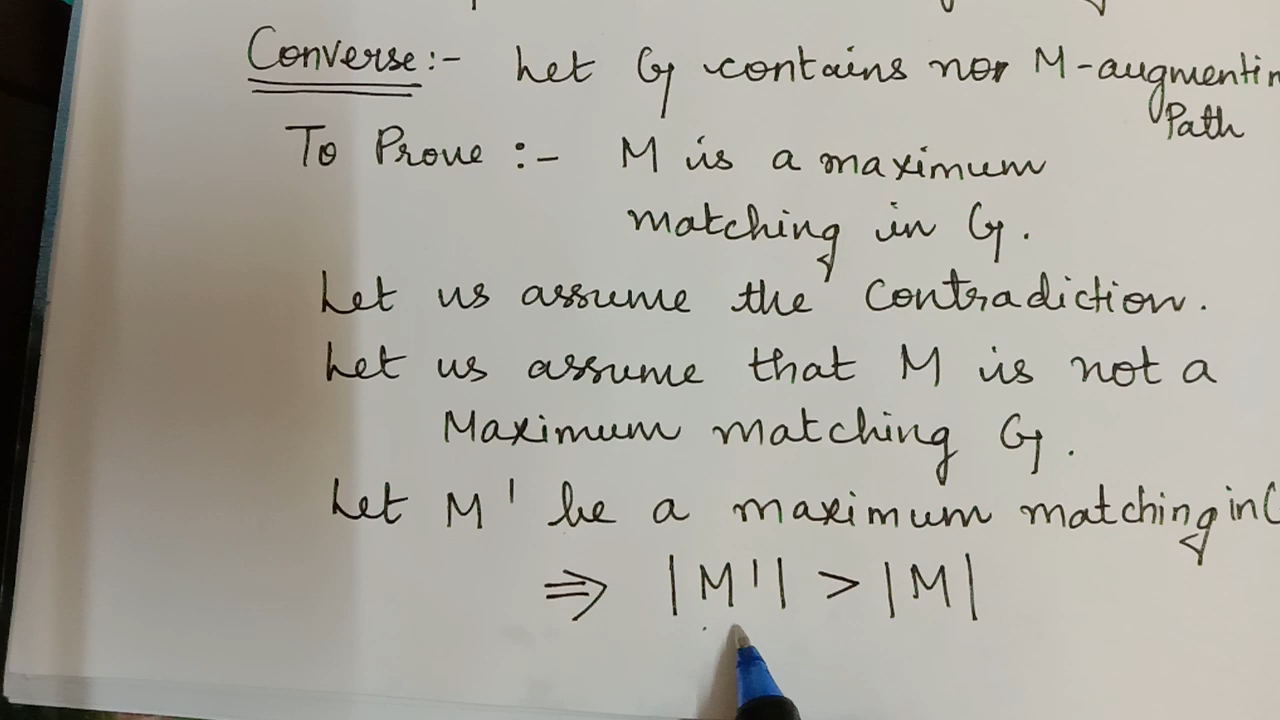 Converse:- Let G contains no M-augmentin
Path
To Prove :- M is a maximum
matching in G.
Let us assume the contradiction.
Let us assume that M is not a
Maximum matching G.
Let M' be a maximum matching in G
⇒ |M'| > |M|